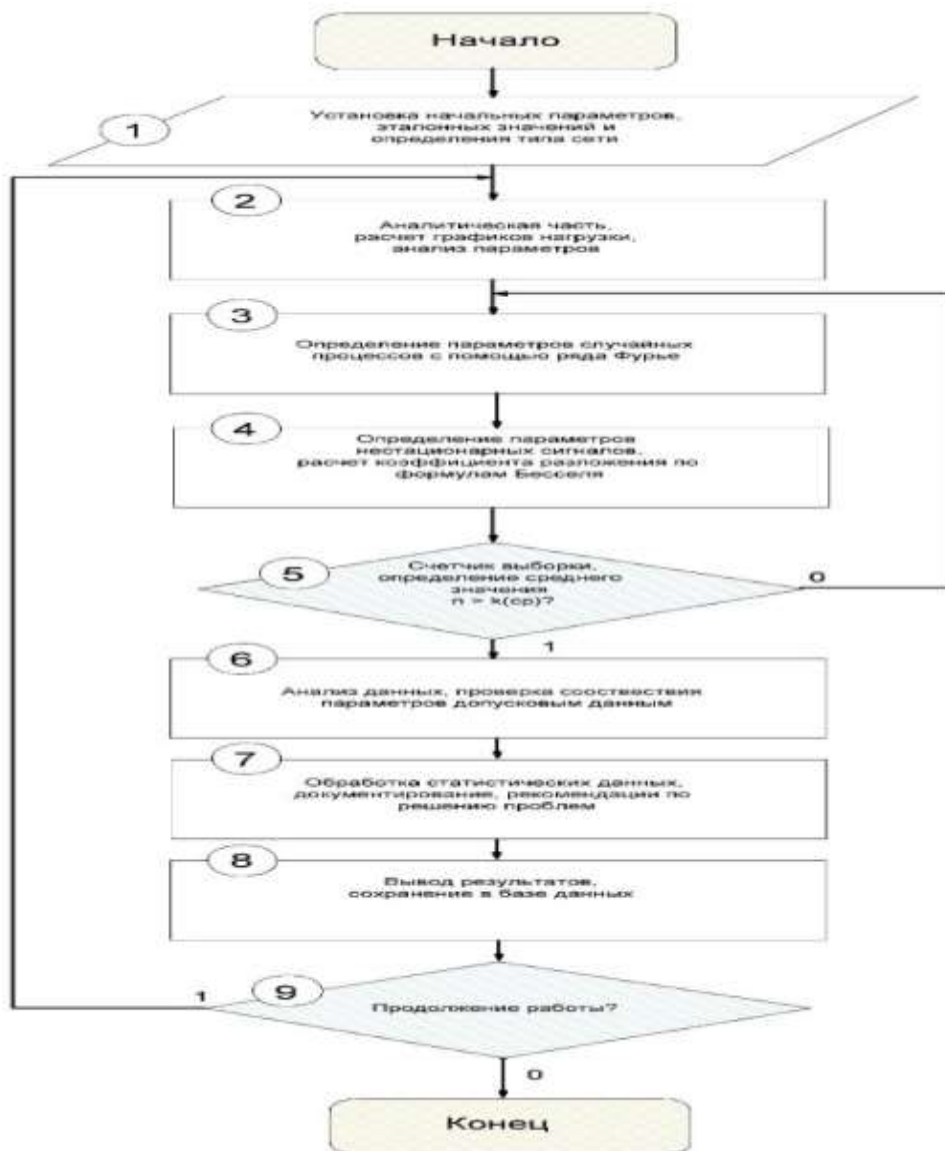 Начало
1
Установка начальных параметров,
эталонных значений и
определения типа сети
2
Аналитическая часть,
расчет графиков нагрузки,
анализ параметров
3
Определение параметров случайных
процессов с помощью ряда Фурье
4
Определение параметров
нестационарных сигналов,
расчет коэффициента разложения по
формулам Бесселя
5
Счетчик выборки,
определение среднего
значения
n = k(ср)?
0
1
6
Анализ данных, проверка соостествия
параметров допусковым данным
7
Обработка статистических данных,
документирование, рекомендации по
решению проблем
8
Вывод результатов,
сохранение в базе данных
9
Продолжение работы?
1
0
Конец